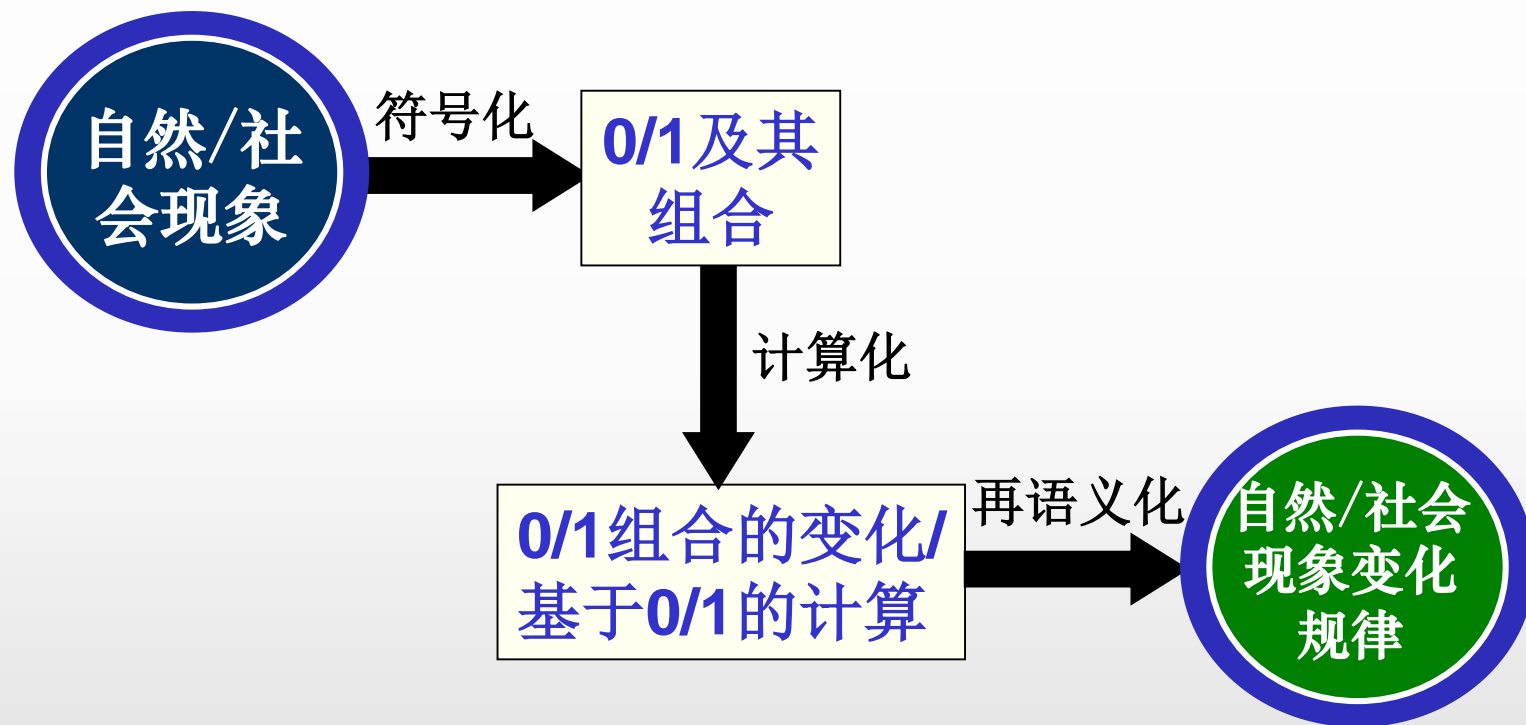 自然/社
会现象
符号化
0/1及其
组合
计算化
0/1组合的变化/
基于0/1的计算
再语义化
自然/社会
现象变化
规律